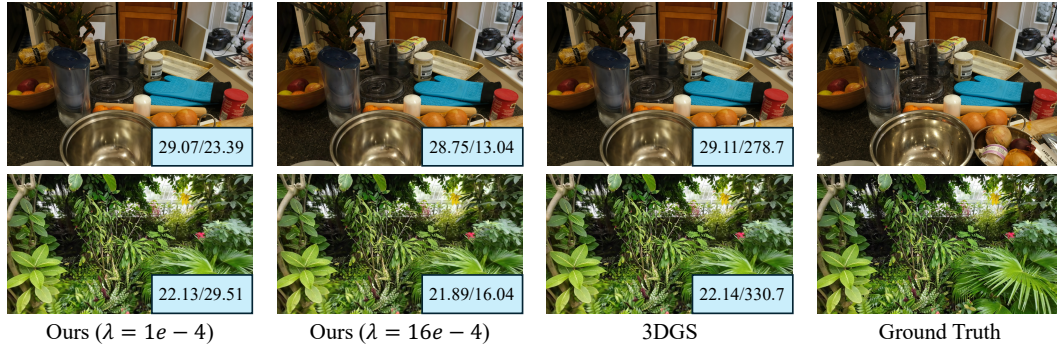 29.07/23.39
28.75/13.04
29.11/278.7
22.13/29.51
21.89/16.04
22.14/330.7
Ours (λ = 1e − 4)
Ours (λ = 16e − 4)
3DGS
Ground Truth